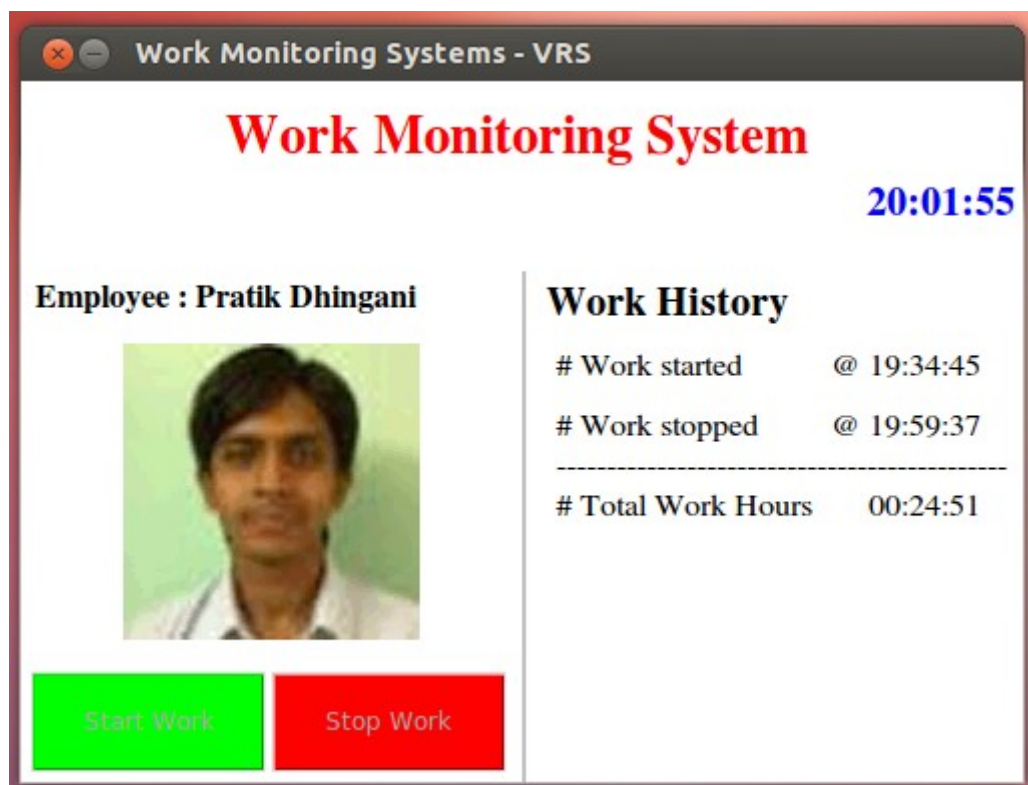 Work Monitoring Systems - VRS
Work Monitoring System
20:01:55
Employee : Pratik Dhingani
Start Work
Stop Work
Work History
# Work started @ 19:34:45
# Work stopped @ 19:59:37
---------------------------------------------
# Total Work Hours 00:24:51